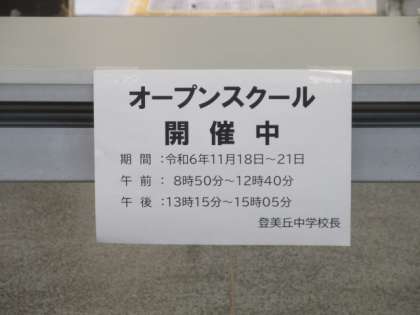 オープンスクール
開催中
期間：令和6年11月18日～21日
午前：8時50分～12時40分
午後：13時15分～15時05分
登美丘中学校長